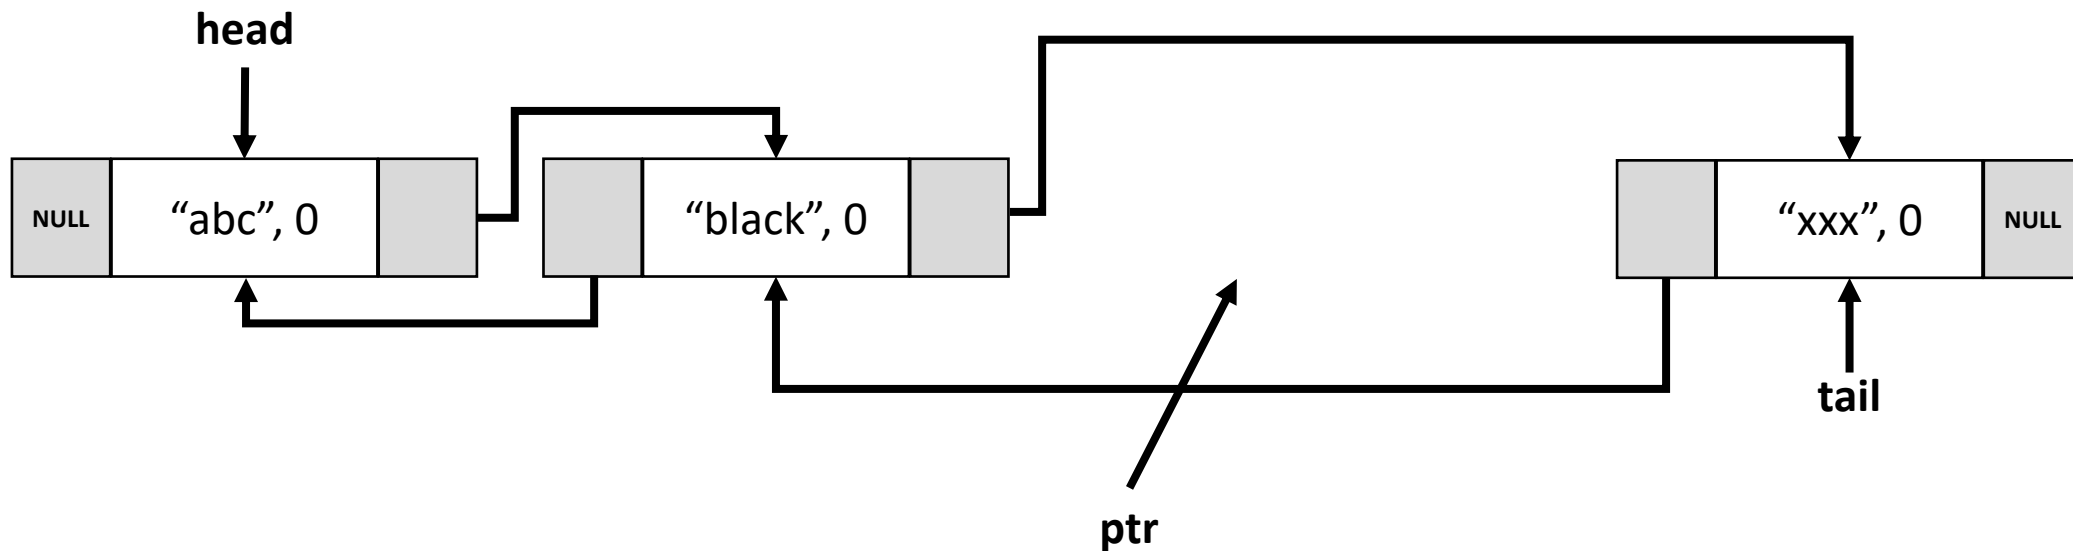 head
NULL
“abc”, 0
“black”, 0
“xxx”, 0
NULL
tail
ptr